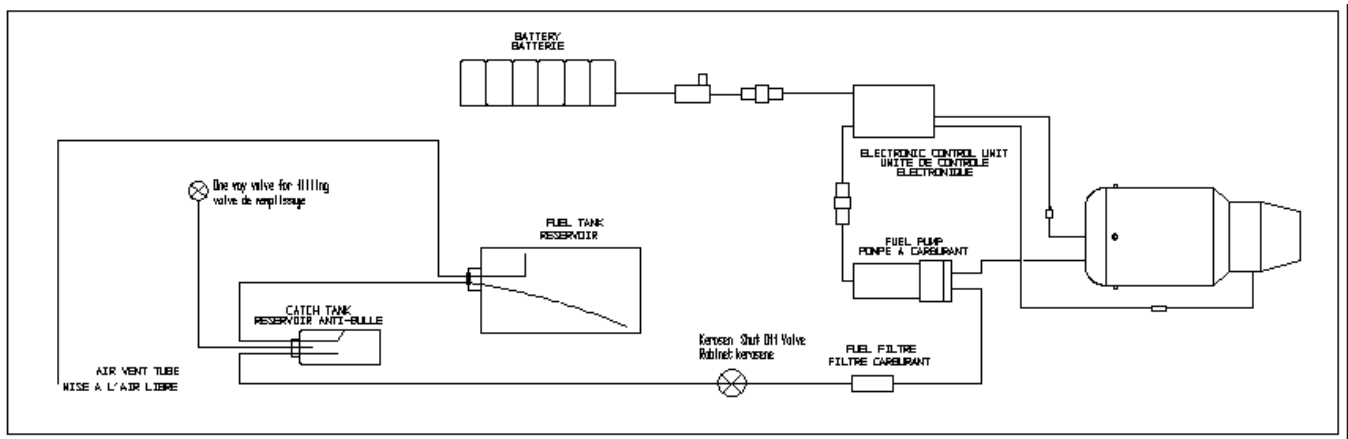 BATTERY
BATTERIE
ELECTRONIC CONTROL UNIT
UNITE DE CONTROLE
ELECTRONIQUE
One way valve for filling
valve de remplissage
FUEL TANK
RESERVOIR
FUEL PUMP
POMPE A CARBURANT
CATCH TANK
RESERVOIR ANTI-BULLE
Kerosen Shut Off Valve
Robinet kerosene
FUEL FILTRE
FILTRE CARBURANT
AIR VENT TUBE
MISE A L'AIR LIBRE